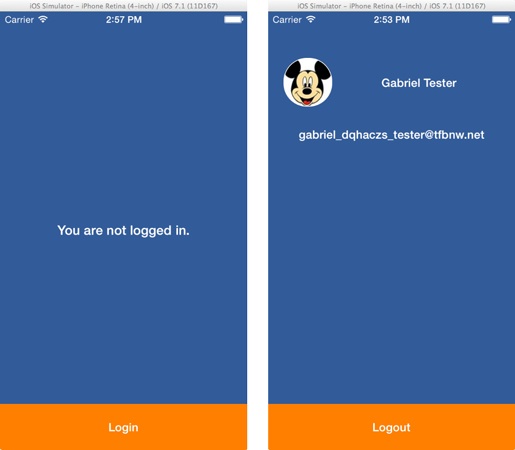 iOS Simulator - iPhone Retina (4-inch) / iOS 7.1 (11D167)
Carrier 2:57 PM
You are not logged in.
Login
iOS Simulator - iPhone Retina (4-inch) / iOS 7.1 (11D167)
Carrier 2:53 PM
Gabriel Tester
gabriel_dqhaczs_tester@tfbnw.net
Logout